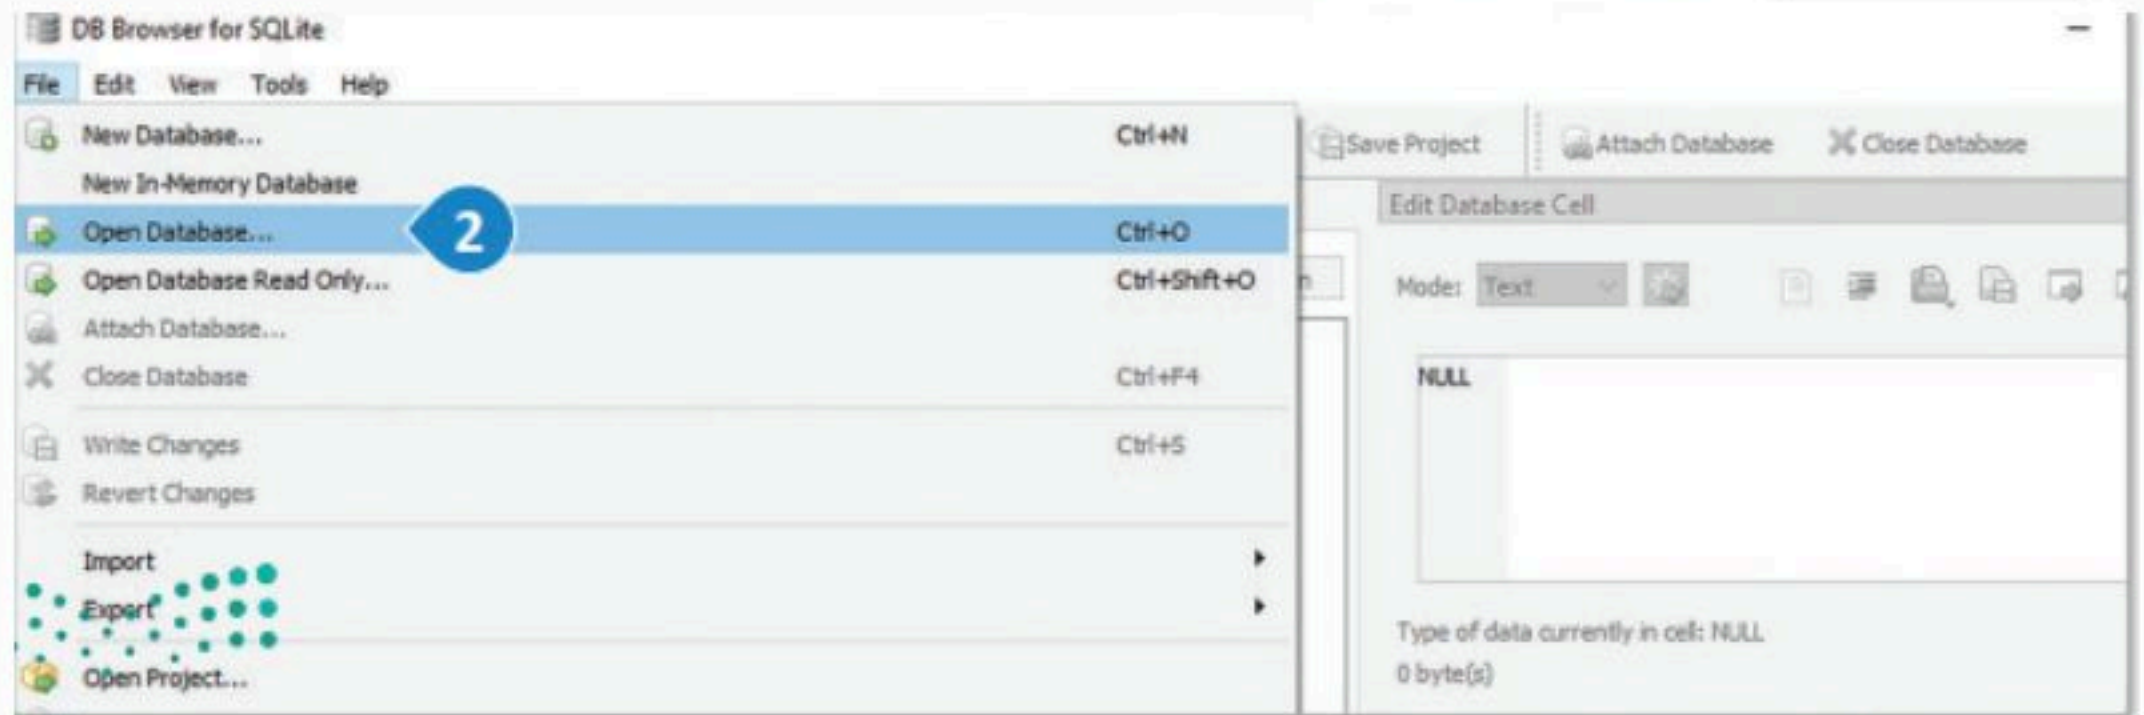 DB Browser for SQLite
File Edit View Tools Help
New Database... Ctrl+N
New In-Memory Database
Open Database... 2 Ctrl+O
Open Database Read Only... Ctrl+Shift+O
Attach Database...
Close Database Ctrl+F4
Write Changes Ctrl+S
Revert Changes
Import
Export
Open Project...
Save Project Attach Database Close Database
Edit Database Cell
Mode: Text
NULL
Type of data currently in cell: NULL
0 byte(s)